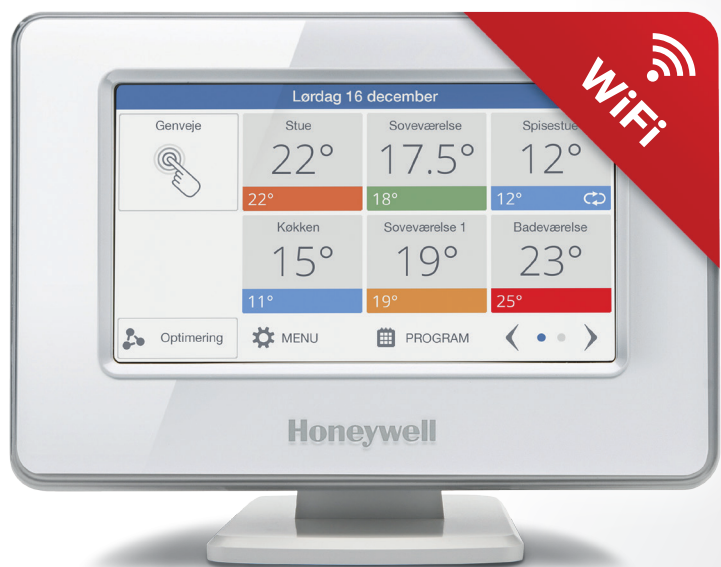 WiFi
Lørdag 16 december
Genveje
Stue
22°
22°
Soveværelse
17.5°
18°
Spisestue
12°
12°
Køkken
15°
11°
Soveværelse 1
19°
19°
Badeværelse
23°
25°
Optimering
MENU
PROGRAM
Honeywell